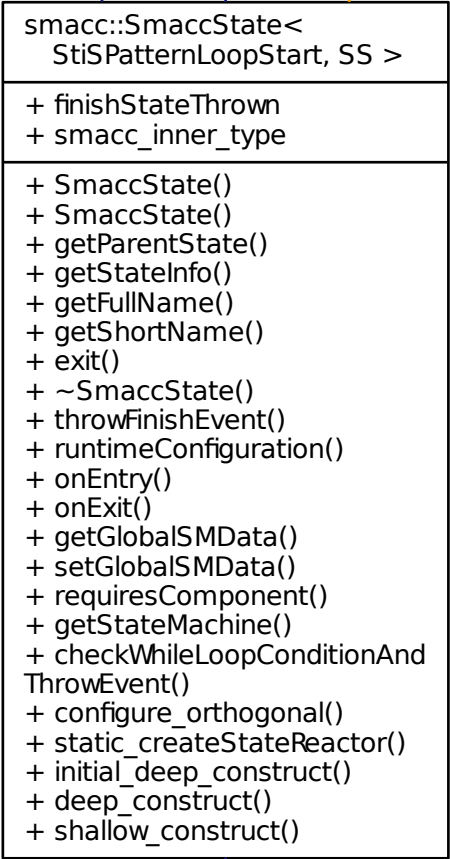 smacc::SmaccState<
StiSPatternLoopStart, SS >
+ finishStateThrown
+ smacc_inner_type
+ SmaccState()
+ SmaccState()
+ getParentState()
+ getStateInfo()
+ getFullName()
+ getShortName()
+ exit()
+ ~SmaccState()
+ throwFinishEvent()
+ runtimeConfiguration()
+ onEntry()
+ onExit()
+ getGlobalSMData()
+ setGlobalSMData()
+ requiresComponent()
+ getStateMachine()
+ checkWhileLoopConditionAnd
ThrowEvent()
+ configure_orthogonal()
+ static_createStateReactor()
+ initial_deep_construct()
+ deep_construct()
+ shallow_construct()